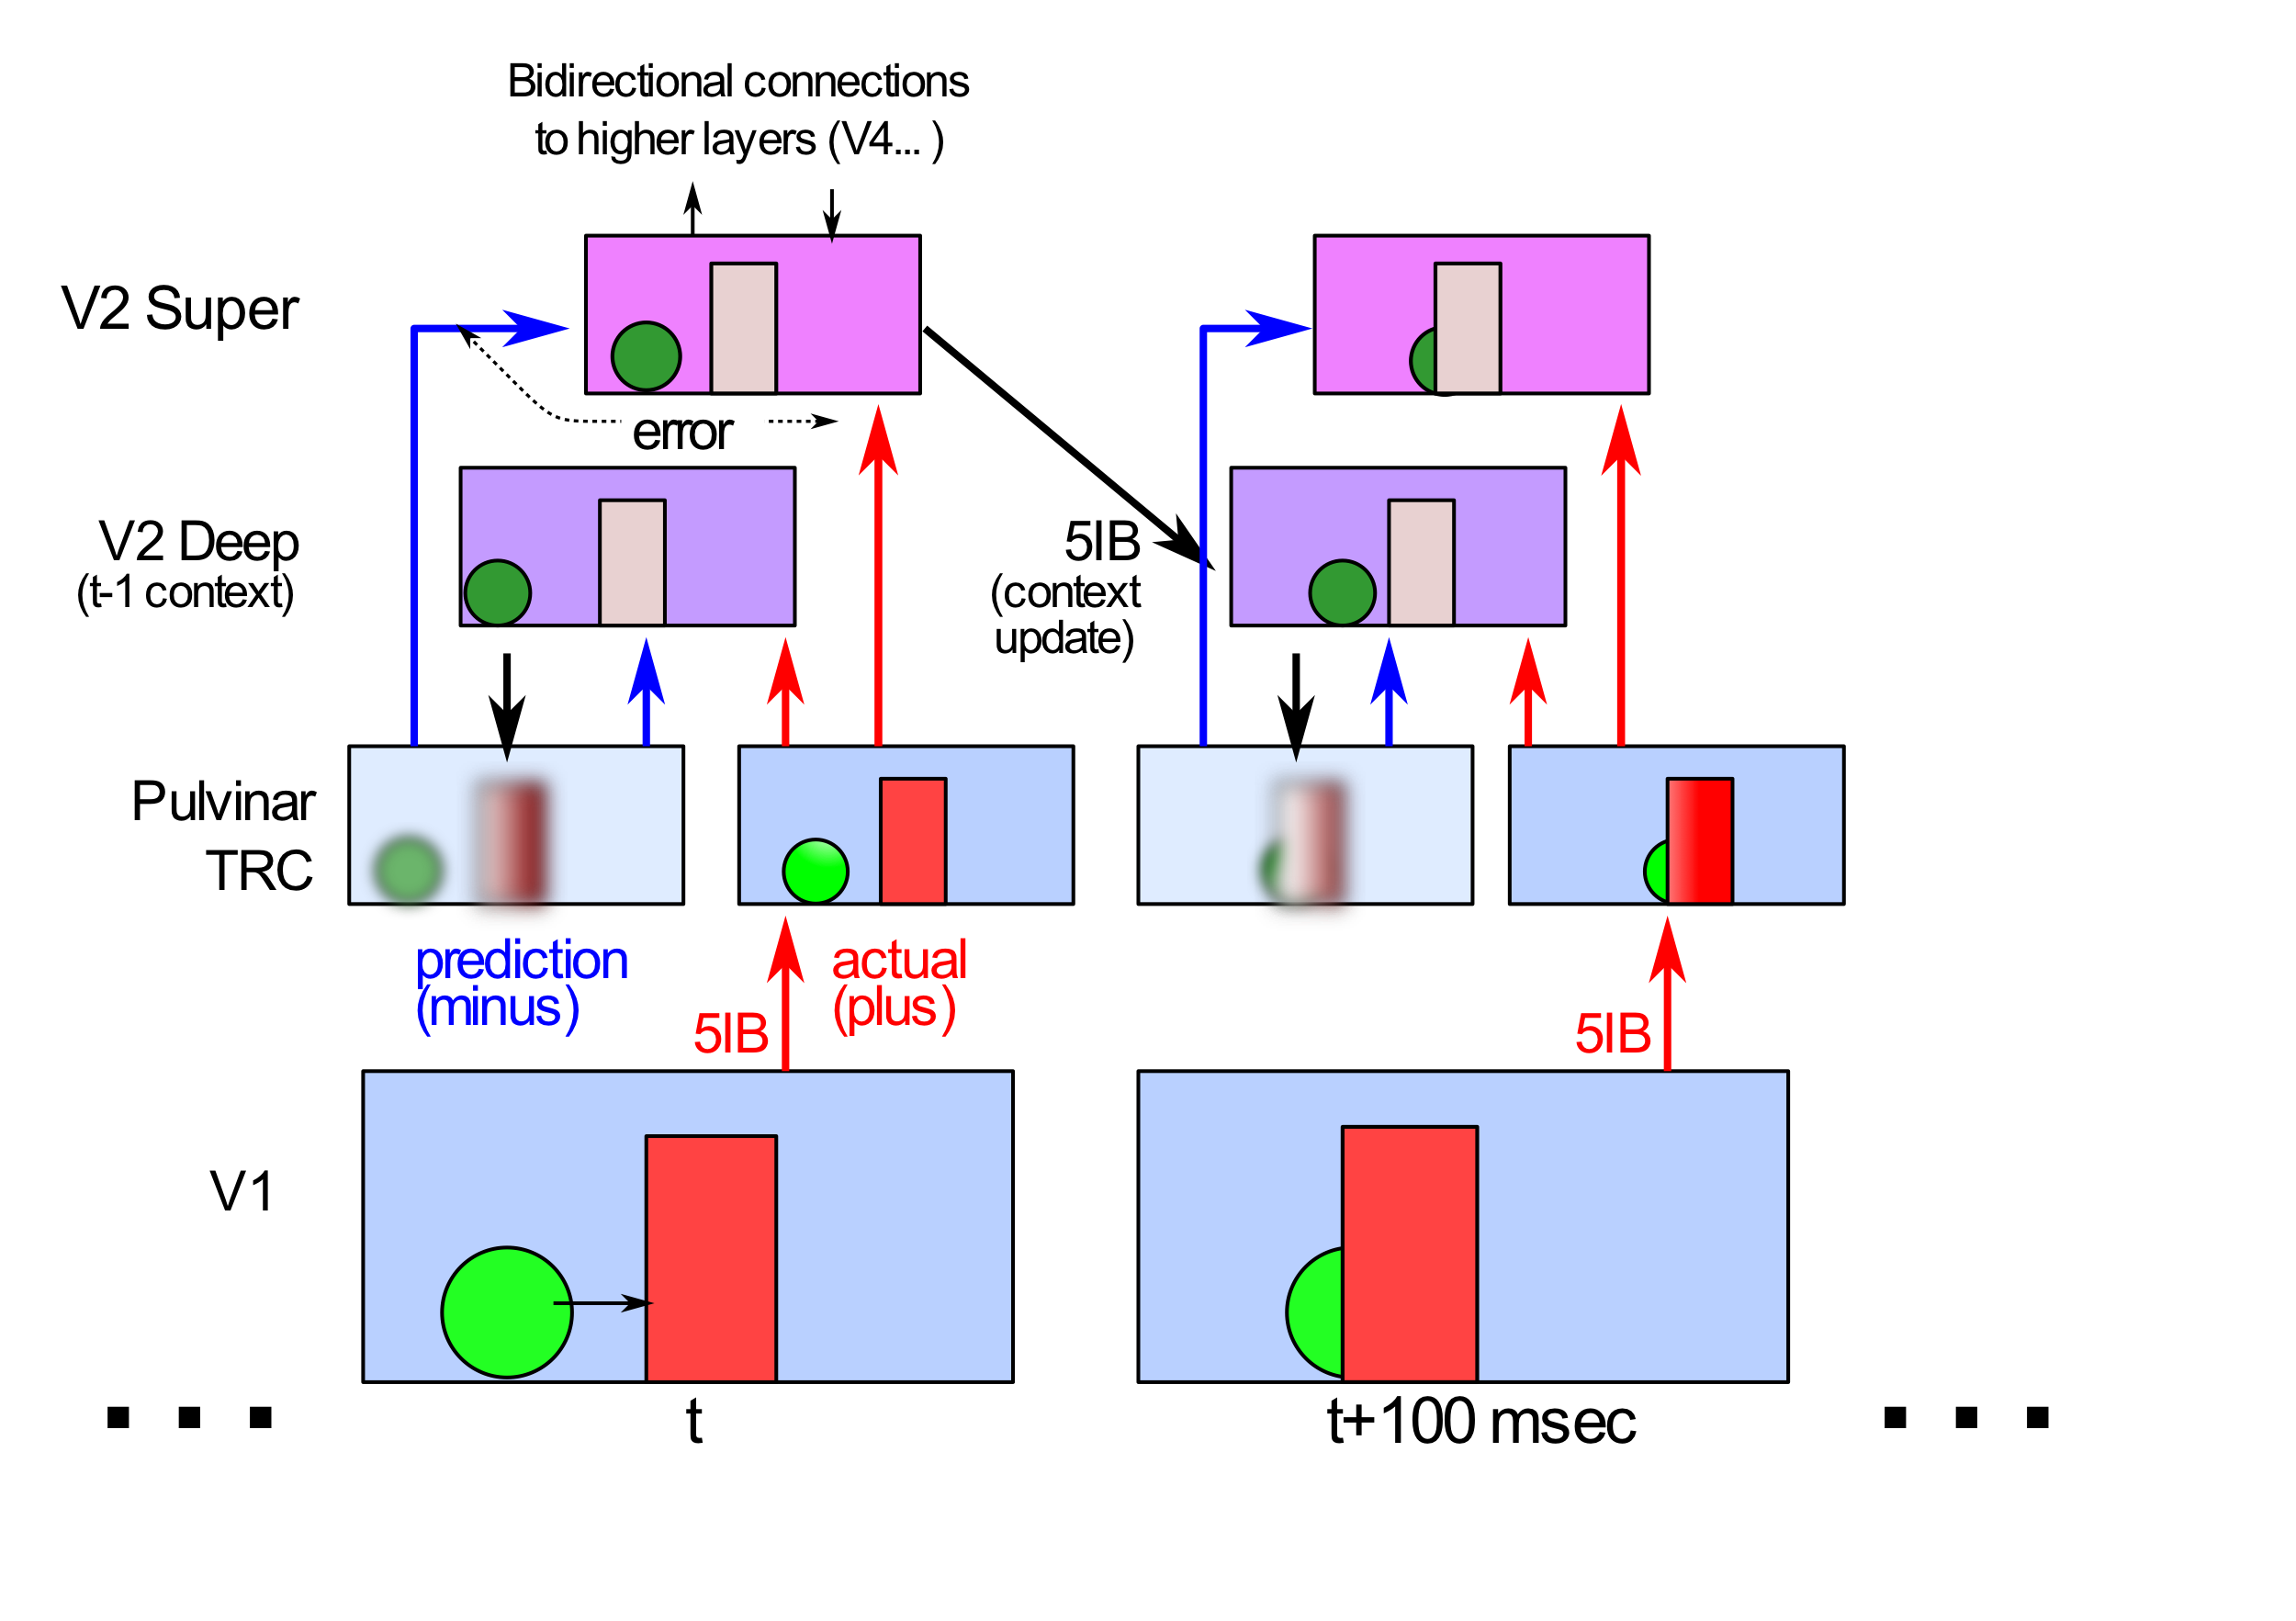 Bidirectional connections
to higher layers (V4... )
V2 Super
error
V2 Deep
(t-1 context)
5IB
(context
update)
Pulvinar
TRC
prediction
(minus)
actual
(plus)
5IB
5IB
V1
t
t+100 msec
. . .
. . .